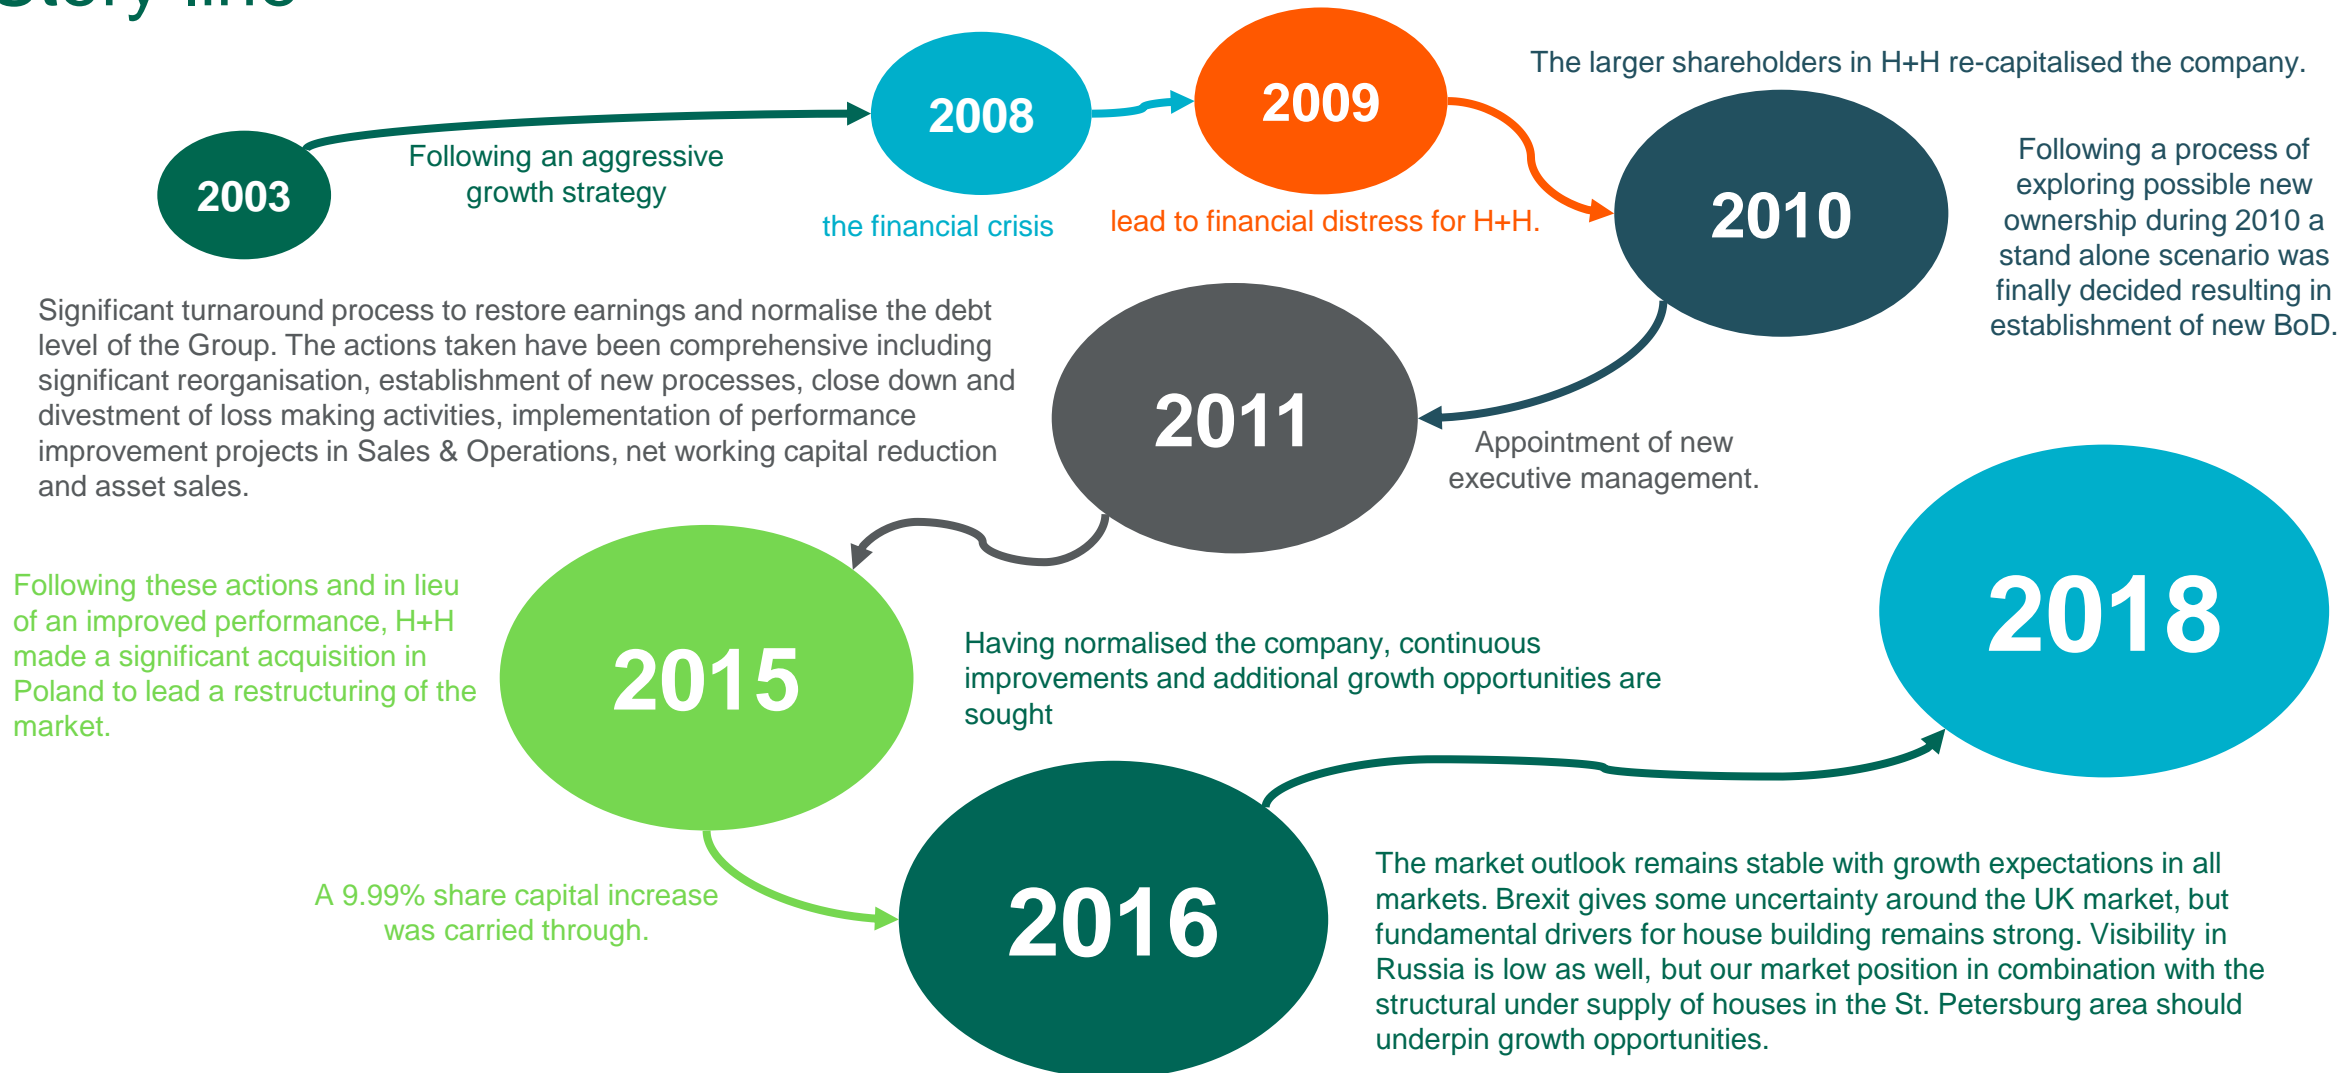 Story line
2003
Following an aggressive
growth strategy
2008
the financial crisis
2009
lead to financial distress for H+H.
The larger shareholders in H+H re-capitalised the company.
2010
Following a process of
exploring possible new
ownership during 2010 a
stand alone scenario was
finally decided resulting in
establishment of new BoD.
Appointment of new
executive management.
2011
Significant turnaround process to restore earnings and normalise the debt
level of the Group. The actions taken have been comprehensive including
significant reorganisation, establishment of new processes, close down and
divestment of loss making activities, implementation of performance
improvement projects in Sales & Operations, net working capital reduction
and asset sales.
Following these actions and in lieu
of an improved performance, H+H
made a significant acquisition in
Poland to lead a restructuring of the
market.
2015
A 9.99% share capital increase
was carried through.
Having normalised the company, continuous
improvements and additional growth opportunities are
sought
2016
2018
The market outlook remains stable with growth expectations in all
markets. Brexit gives some uncertainty around the UK market, but
fundamental drivers for house building remains strong. Visibility in
Russia is low as well, but our market position in combination with the
structural under supply of houses in the St. Petersburg area should
underpin growth opportunities.